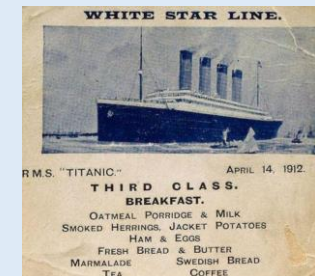 WHITE STAR LINE.
R.M.S. "TITANIC." APRIL 14, 1912.
THIRD CLASS.
BREAKFAST.
OATMEAL PORRIDGE & MILK
SMOKED HERRINGS, JACKET POTATOES
HAM & EGGS
FRESH BREAD & BUTTER
MARMALADE SWEDISH BREAD
TEA COFFEE